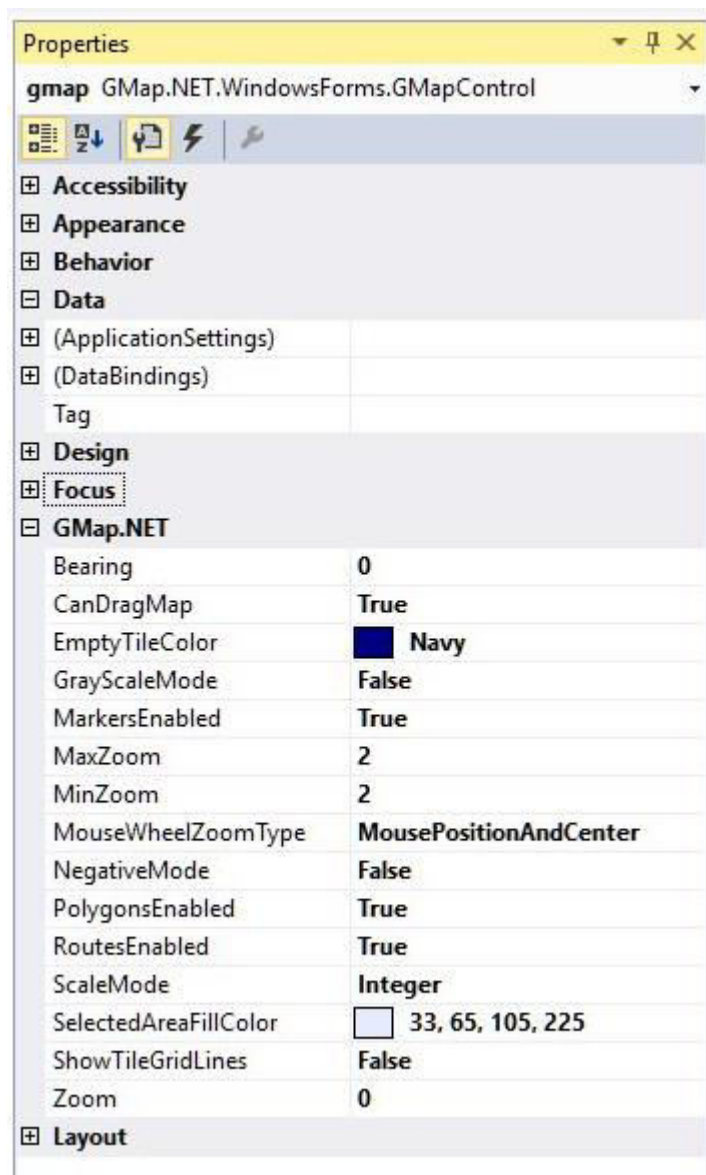 Properties
gmap GMap.NET.WindowsForms.GMapControl
Accessibility
Appearance
Behavior
Data
(ApplicationSettings)
(DataBindings)
Tag
Design
Focus
GMap.NET
Bearing 0
CanDragMap True
EmptyTileColor Navy
GrayScaleMode False
MarkersEnabled True
MaxZoom 2
MinZoom 2
MouseWheelZoomType MousePositionAndCenter
NegativeMode False
PolygonsEnabled True
RoutesEnabled True
ScaleMode Integer
SelectedAreaFillColor 33, 65, 105, 225
ShowTileGridLines False
Zoom 0
Layout